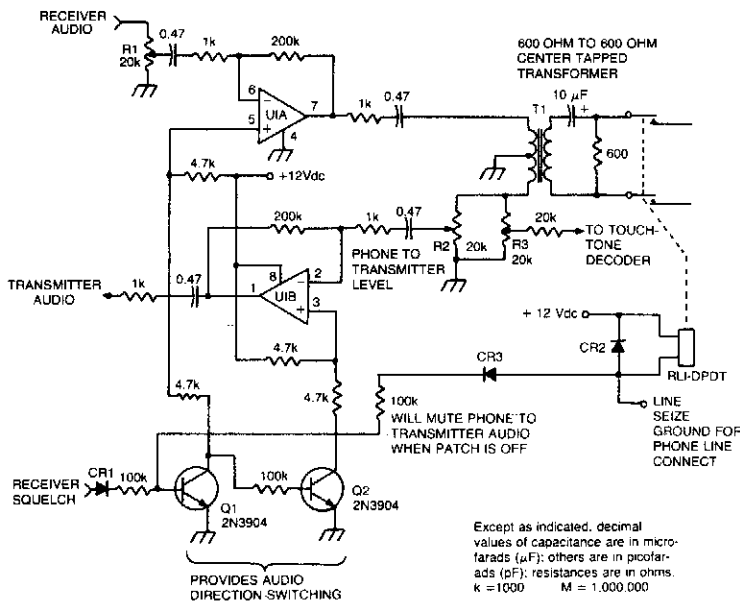 RECEIVER
AUDIO
R1
20k
0.47
1k
200k
6
7
5
4
UIA
1k
0.47
600 OHM TO 600 OHM
CENTER TAPPED
TRANSFORMER
10 μF
+
T1
600
4.7k
+12Vdc
200k
1k
0.47
PHONE TO
TRANSMITTER
LEVEL
R2
20k
R3
20k
20k
TO TOUCH-
TONE
DECODER
TRANSMITTER
AUDIO
1k
0.47
1
8
2
3
UIB
4.7k
4.7k
4.7k
+ 12 Vdc
CR2
RLI-DPDT
CR3
100k
WILL MUTE PHONE TO
TRANSMITTER AUDIO
WHEN PATCH IS OFF
LINE
SEIZE
GROUND FOR
PHONE LINE
CONNECT
RECEIVER
SQUELCH
CR1
100k
Q1
2N3904
100k
Q2
2N3904
PROVIDES AUDIO
DIRECTION SWITCHING
Except as indicated, decimal
values of capacitance are in micro-
farads (μF); others are in picofar-
ads (pF); resistances are in ohms.
k =1000 M = 1,000,000